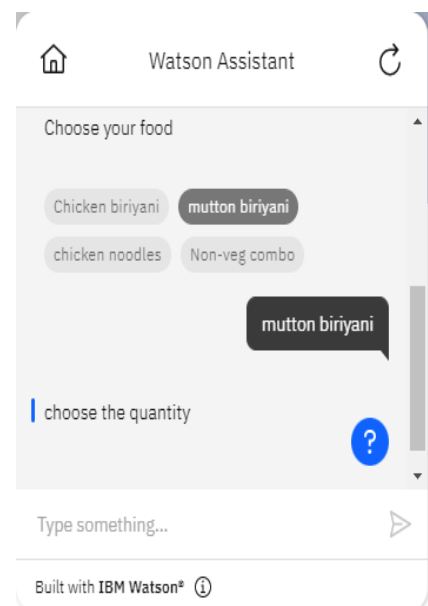 Watson Assistant
Choose your food
Chicken biriyani mutton biriyani
chicken noodles Non-veg combo
mutton biriyani
choose the quantity
?
Type something...
Built with IBM Watson®